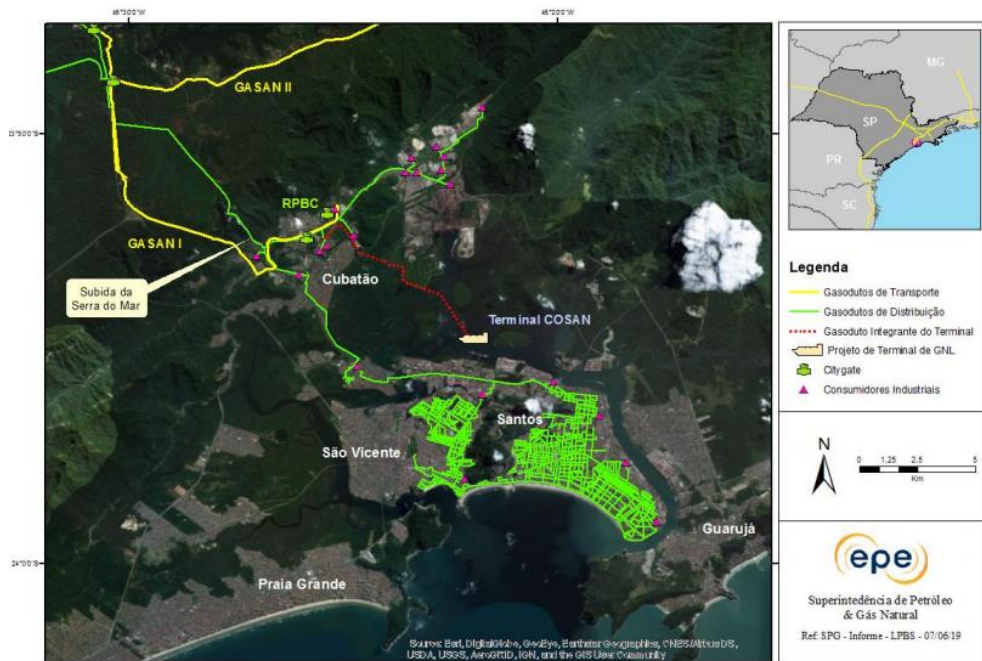 46°30'0"W
46°20'0"W
GASAN II
23°50'0"S
RPBC
GASAN I
Subida da
Serra do Mar
Cubatão
Terminal COSAN
Santos
São Vicente
Guarujá
24°0'0"S
Praia Grande
Source: Esri, DigitalGlobe, GeoEye, Earthstar Geographics, CNES/Airbus DS,
USDA, USGS, AeroGRID, IGN, and the GIS User Community
MG
SP
PR
SC
Legenda
Gasodutos de Transporte
Gasodutos de Distribuição
Gasoduto Integrante do Terminal
Projeto de Terminal de GNL
Citygate
Consumidores Industriais
N
0 1,25 2,5 5
Km
epe
Superintedência de Petróleo
& Gás Natural
Ref: SPG - Informe - LPBS - 07/06/19